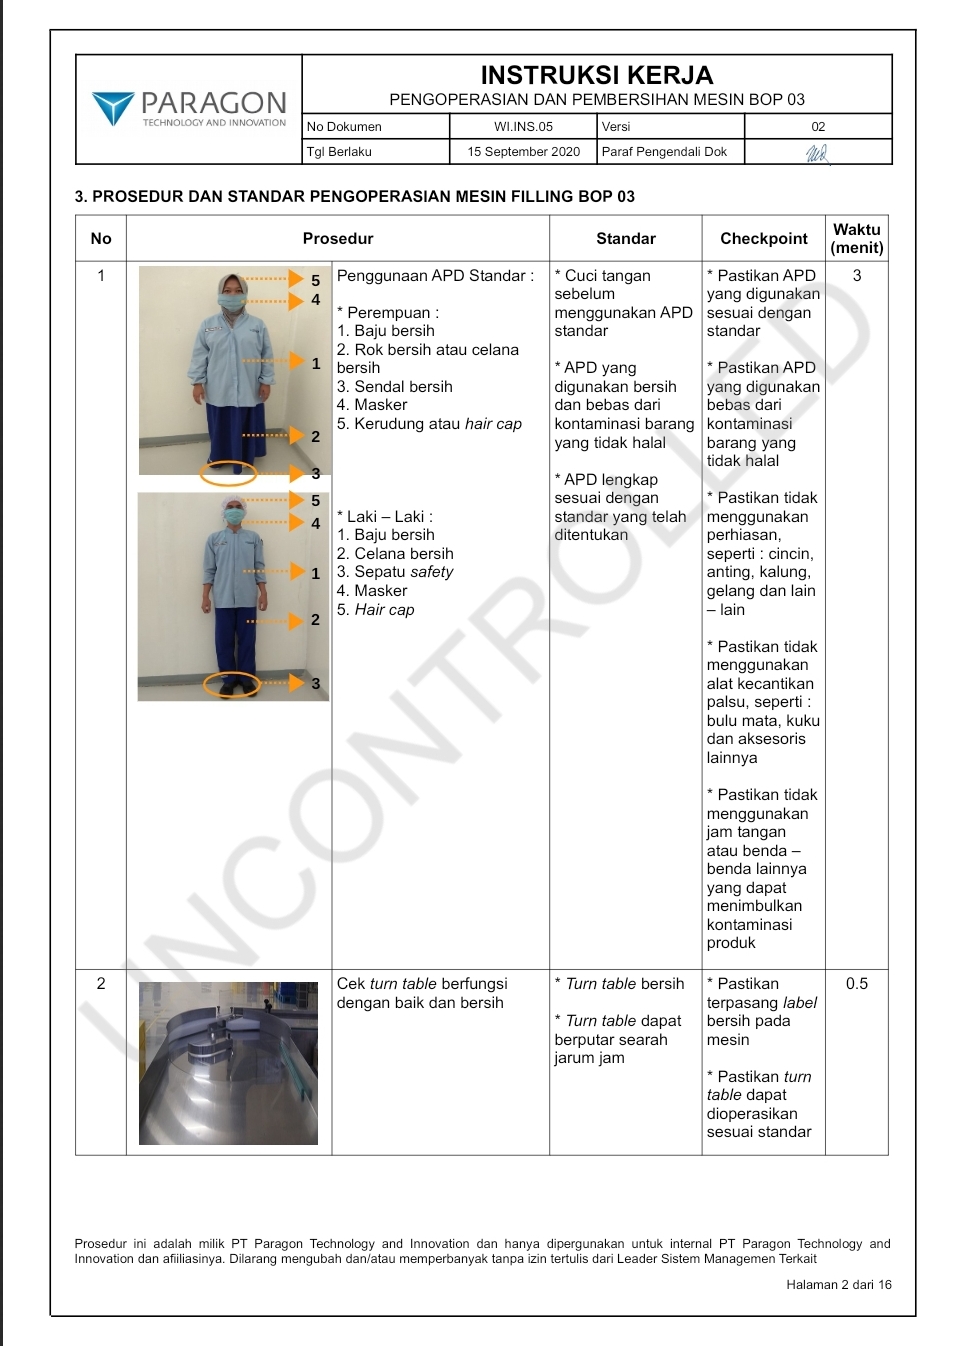 PARAGON
TECHNOLOGY AND INNOVATION
INSTRUKSI KERJA
PENGOPERASIAN DAN PEMBERSIHAN MESIN BOP 03
No Dokumen WI.INS.05 Versi 02
Tgl Berlaku 15 September 2020 Paraf Pengendali Dok
3. PROSEDUR DAN STANDAR PENGOPERASIAN MESIN FILLING BOP 03
No Prosedur Standar Checkpoint Waktu (menit)
1
5
4
1
2
3
5
4
1
2
3
Penggunaan APD Standar :
* Perempuan :
1. Baju bersih
2. Rok bersih atau celana
bersih
3. Sendal bersih
4. Masker
5. Kerudung atau hair cap
* Laki – Laki :
1. Baju bersih
2. Celana bersih
3. Sepatu safety
4. Masker
5. Hair cap
* Cuci tangan
sebelum
menggunakan APD
standar
* APD yang
digunakan bersih
dan bebas dari
kontaminasi barang
yang tidak halal
* APD lengkap
sesuai dengan
standar yang telah
ditentukan
* Pastikan APD
yang digunakan
sesuai dengan
standar
* Pastikan APD
yang digunakan
bebas dari
kontaminasi
barang yang
tidak halal
* Pastikan tidak
menggunakan
perhiasan,
seperti : cincin,
anting, kalung,
gelang dan lain
– lain
* Pastikan tidak
menggunakan
alat kecantikan
palsu, seperti :
bulu mata, kuku
dan aksesoris
lainnya
* Pastikan tidak
menggunakan
jam tangan
atau benda –
benda lainnya
yang dapat
menimbulkan
kontaminasi
produk
3
2
Cek turn table berfungsi
dengan baik dan bersih
* Turn table bersih
* Turn table dapat
berputar searah
jarum jam
* Pastikan
terpasang label
bersih pada
mesin
* Pastikan turn
table dapat
dioperasikan
sesuai standar
0.5
UNCONTROLLED
Prosedur ini adalah milik PT Paragon Technology and Innovation dan hanya dipergunakan untuk internal PT Paragon Technology and
Innovation dan afiiliasinya. Dilarang mengubah dan/atau memperbanyak tanpa izin tertulis dari Leader Sistem Managemen Terkait
Halaman 2 dari 16